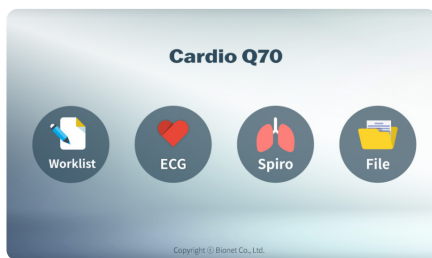 Cardio Q70
Worklist
ECG
Spiro
File
Copyright ⓒ Bionet Co., Ltd.